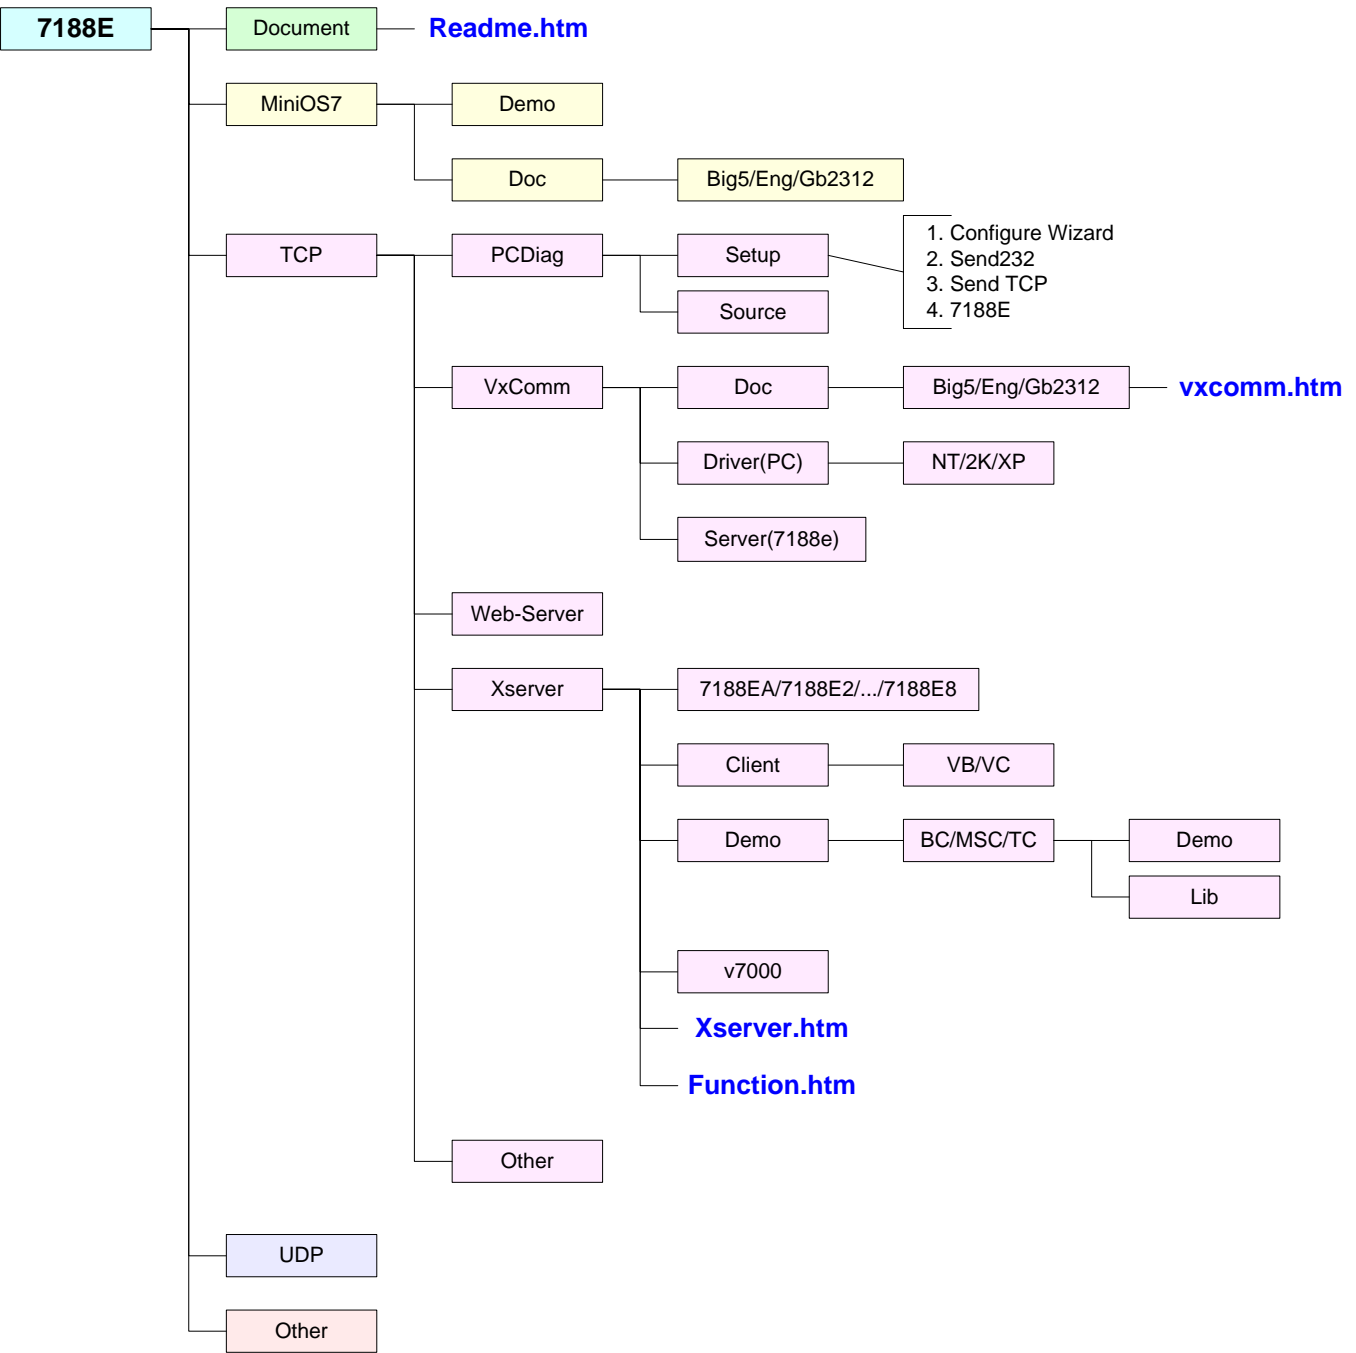 7188E
Document
Readme.htm
MiniOS7
Demo
Doc
Big5/Eng/Gb2312
TCP
PCDiag
Setup
1. Configure Wizard
2. Send232
3. Send TCP
4. 7188E
Source
VxComm
Doc
Big5/Eng/Gb2312
vxcomm.htm
Driver(PC)
NT/2K/XP
Server(7188e)
Web-Server
Xserver
7188EA/7188E2/.../7188E8
Client
VB/VC
Demo
BC/MSC/TC
Demo
Lib
v7000
Xserver.htm
Function.htm
Other
UDP
Other